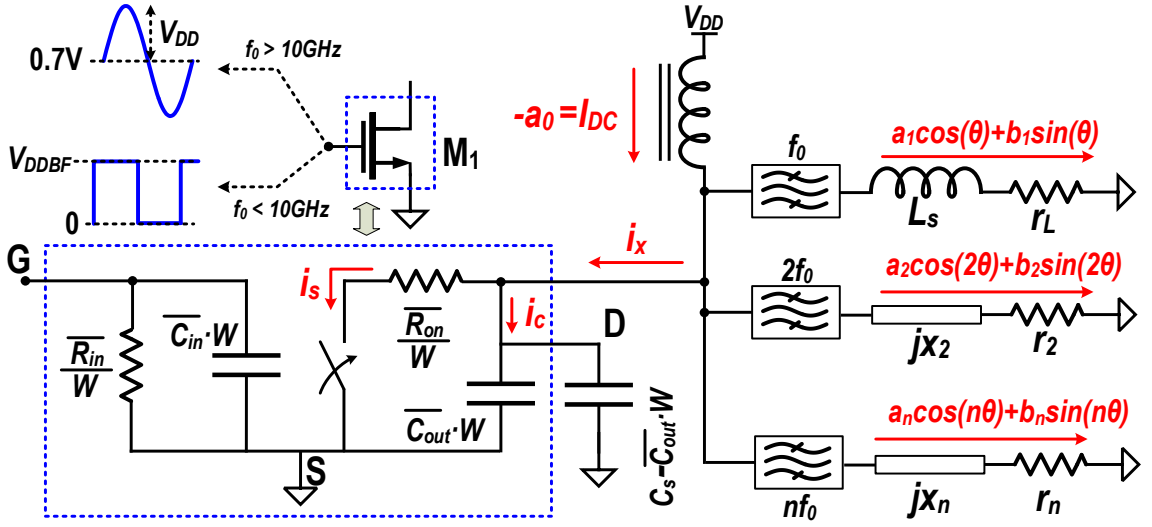 V_DD
0.7V
f_0 > 10GHz
V_DDBF
0
f_0 < 10GHz
M_1
V_DD
-a_0 = I_DC
f_0
a_1cos(θ)+b_1sin(θ)
L_s
r_L
i_x
2f_0
a_2cos(2θ)+b_2sin(2θ)
jx_2
r_2
nf_0
a_ncos(nθ)+b_nsin(nθ)
jx_n
r_n
G
R_in
W
C_in·W
i_s
R_on
W
i_c
D
C_out·W
C_s-C_out·W
S